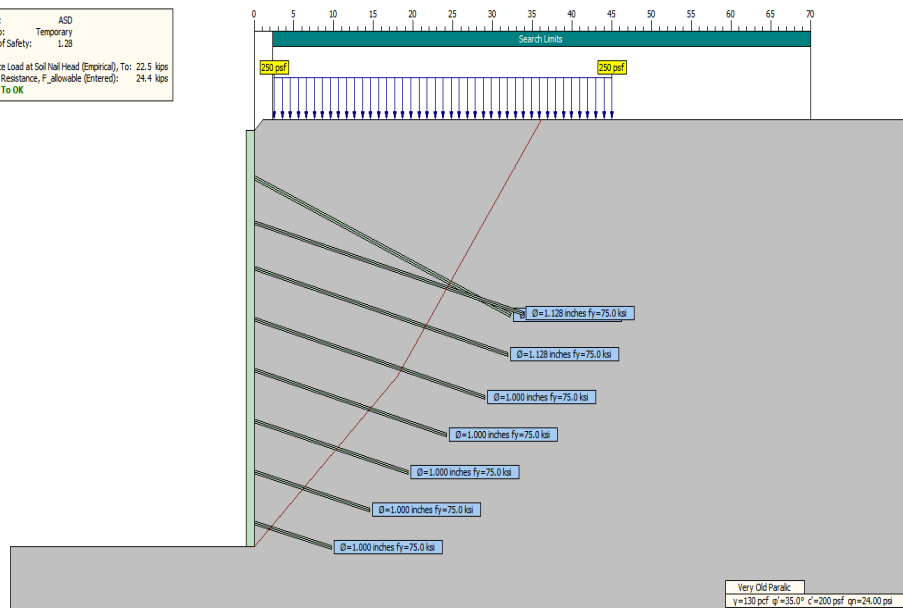 ASD
Temporary
of Safety: 1.28
Load at Soil Nail Head (Empirical), To: 22.5 kips
Resistance, F_allowable (Entered): 24.4 kips
To OK
0 5 10 15 20 25 30 35 40 45 50 55 60 65 70
Search Limits
250 psf 250 psf
Ø=1.128 inches fy=75.0 ksi
Ø=1.128 inches fy=75.0 ksi
Ø=1.000 inches fy=75.0 ksi
Ø=1.000 inches fy=75.0 ksi
Ø=1.000 inches fy=75.0 ksi
Ø=1.000 inches fy=75.0 ksi
Ø=1.000 inches fy=75.0 ksi
Very Old Paralic
γ=130 pcf φ'=35.0° c'=200 psf qn=24.00 psi